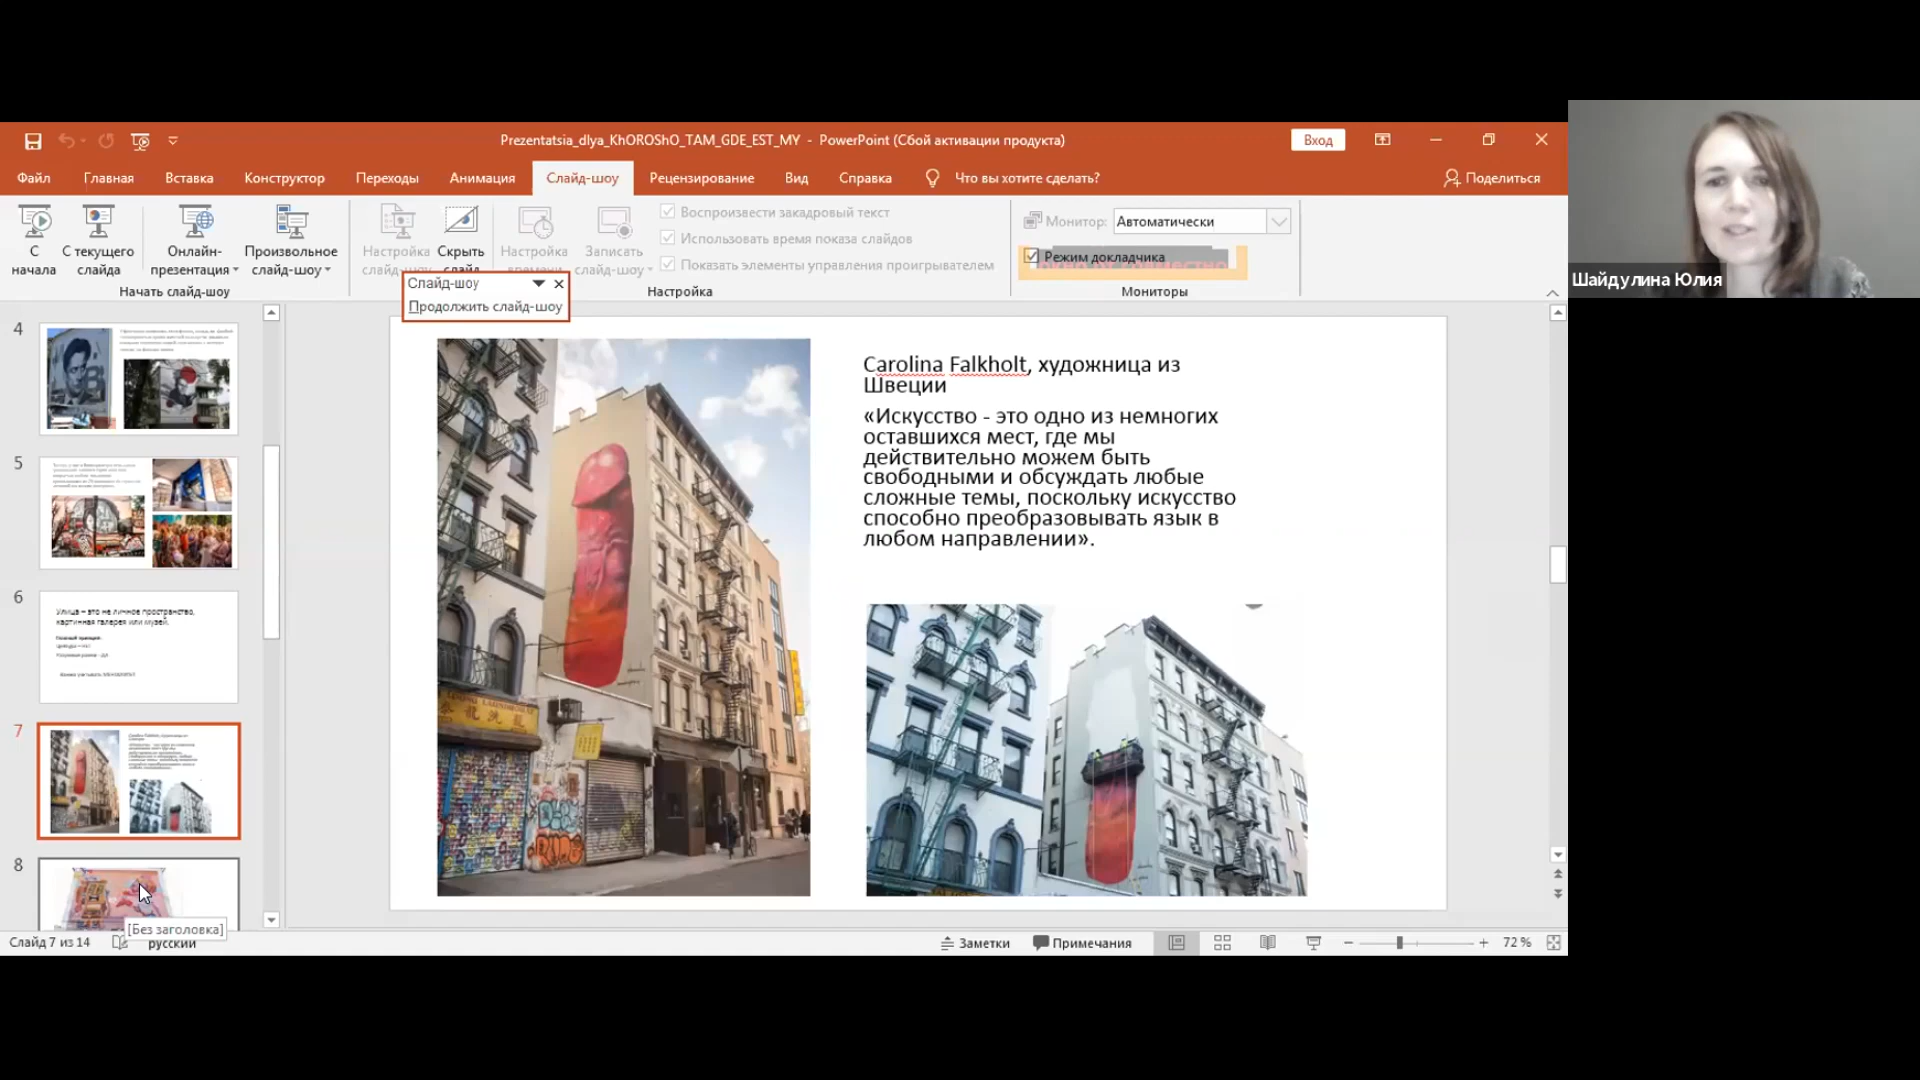 Prezentatsia_dlya_KhOROShO_TAM_GDE_EST_MY - PowerPoint (Сбой активации продукта)
Вход
Файл Главная Вставка Конструктор Переходы Анимация Слайд-шоу Рецензирование Вид Справка Что вы хотите сделать? Поделиться
С начала
С текущего слайда
Онлайн-презентация
Произвольное слайд-шоу
Начать слайд-шоу
Настройка
Скрыть
Настройка
Записать
слайд-шоу
Воспроизвести закадровый текст
Использовать время показа слайдов
Показать элементы управления проигрывателем
Настройка
Монитор: Автоматически
Режим докладчика
Мониторы
Слайд-шоу
Продолжить слайд-шоу
Шайдулина Юлия
4
5
6
Улица – это не личное пространство,
картинная галерея или музей.
7
8
[Без заголовка]
Carolina Falkholt, художница из
Швеции
«Искусство - это одно из немногих
оставшихся мест, где мы
действительно можем быть
свободными и обсуждать любые
сложные темы, поскольку искусство
способно преобразовывать язык в
любом направлении».
Слайд 7 из 14
русский
Заметки Примечания
72 %